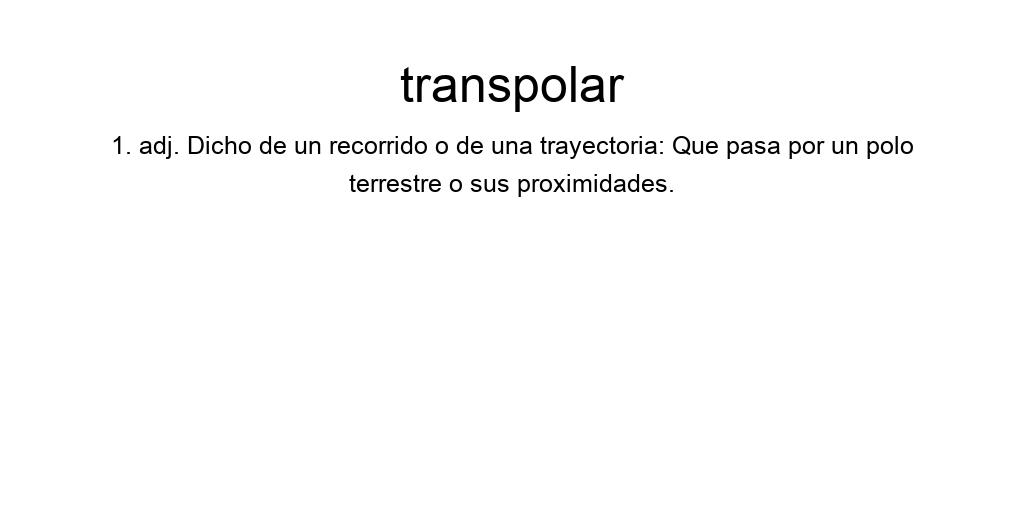 transpolar
1. adj. Dicho de un recorrido o de una trayectoria: Que pasa por un polo
terrestre o sus proximidades.